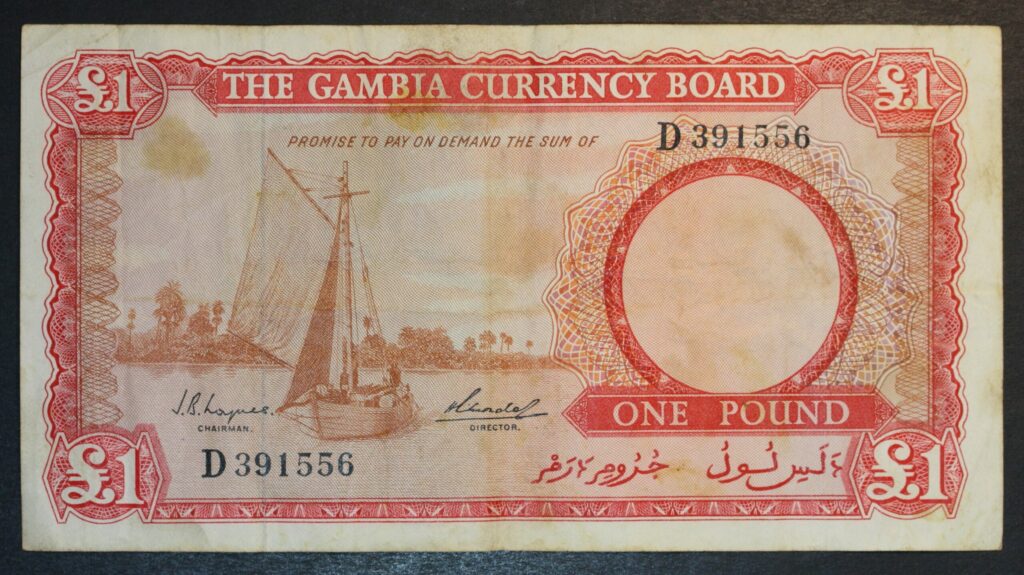 £1 THE GAMBIA CURRENCY BOARD £1
PROMISE TO PAY ON DEMAND THE SUM OF
D 391556
CHAIRMAN.
DIRECTOR.
ONE POUND
D 391556
£1 £1